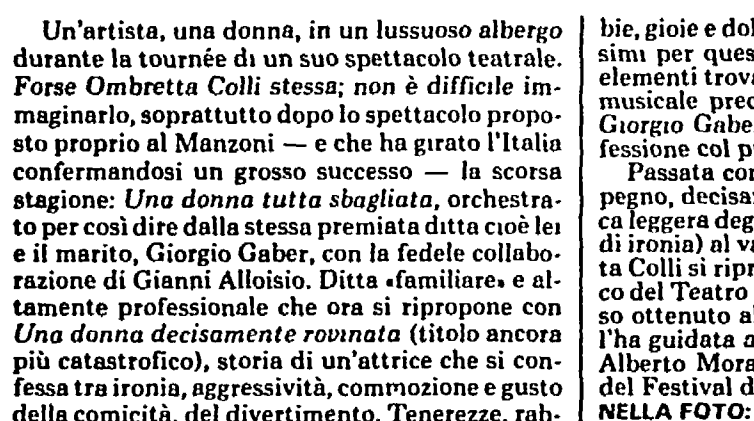 Un'artista, una donna, in un lussuoso albergo
durante la tournée di un suo spettacolo teatrale.
Forse Ombretta Colli stessa; non è difficile im-
maginarlo, soprattutto dopo lo spettacolo propo-
sto proprio al Manzoni — e che ha girato l'Italia
confermandosi un grosso successo — la scorsa
stagione: Una donna tutta sbagliata, orchestra-
to per così dire dalla stessa premiata ditta cioè lei
e il marito, Giorgio Gaber, con la fedele collabo-
razione di Gianni Alloisio. Ditta «familiare» e al-
tamente professionale che ora si ripropone con
Una donna decisamente rovinata (titolo ancora
più catastrofico), storia di un'attrice che si con-
fessa tra ironia, aggressività, commozione e gusto
della comicità, del divertimento. Tenerezze, rab-
bie, gioie e dol
simi per ques
elementi trova
musicale prec
Giorgio Gabe
fessione col p
Passata con
pegno, decisa
ca leggera deg
di ironia) al va
ta Colli si ripr
co del Teatro
so ottenuto a
l'ha guidata a
Alberto Mora
del Festival d
NELLA FOTO: